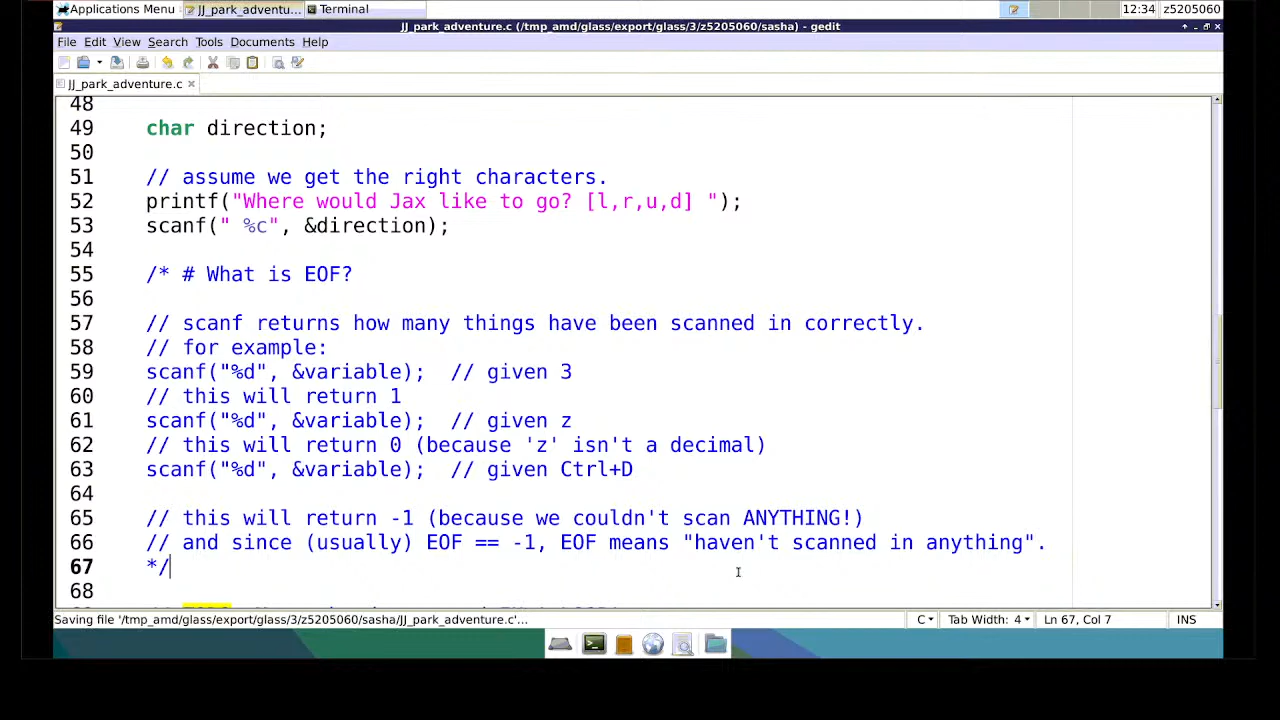 Applications Menu JJ_park_adventu... Terminal 12:34 z5205060
JJ_park_adventure.c (/tmp_amd/glass/export/glass/3/z5205060/sasha) - gedit
File Edit View Search Tools Documents Help
JJ_park_adventure.c
48
49 char direction;
50
51 // assume we get the right characters.
52 printf("Where would Jax like to go? [l,r,u,d] ");
53 scanf(" %c", &direction);
54
55 /* # What is EOF?
56
57 // scanf returns how many things have been scanned in correctly.
58 // for example:
59 scanf("%d", &variable); // given 3
60 // this will return 1
61 scanf("%d", &variable); // given z
62 // this will return 0 (because 'z' isn't a decimal)
63 scanf("%d", &variable); // given Ctrl+D
64
65 // this will return -1 (because we couldn't scan ANYTHING!)
66 // and since (usually) EOF == -1, EOF means "haven't scanned in anything".
67 */
68
Saving file '/tmp_amd/glass/export/glass/3/z5205060/sasha/JJ_park_adventure.c'... C Tab Width: 4 Ln 67, Col 7 INS